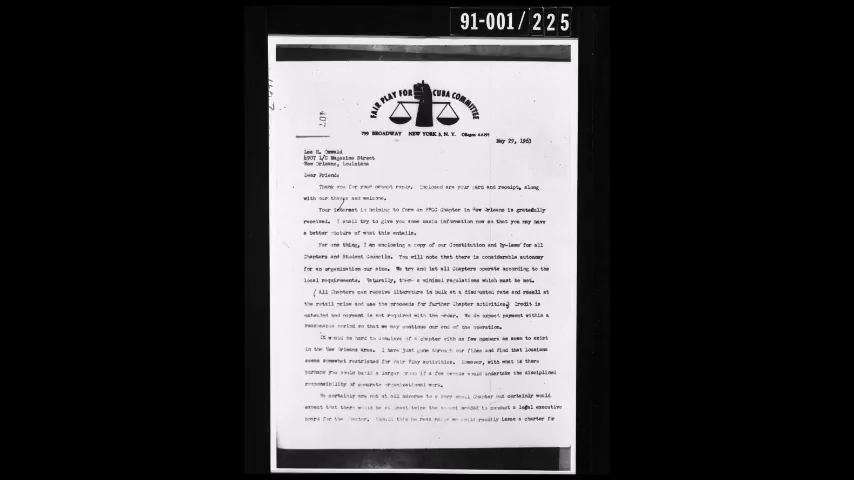 91-001/225
FAIR PLAY FOR CUBA COMMITTEE
799 BROADWAY NEW YORK 3, N. Y.
May 29, 1963
Lee H. Oswald
4907 1/2 Magazine Street
New Orleans, Louisiana
Dear Friend:
Thank you for your prompt reply. Enclosed are your card and receipt, along
with our thanks and welcome.
Your interest in helping to form an FPCC Chapter in New Orleans is gratefully
received. I shall try to give you some basic information now so that you may have
a better picture of what this entails.
For one thing, I am enclosing a copy of our Constitution and By-Laws for all
Chapters and Student Councils. You will note that there is considerable autonomy
for an organization our size. We try and let all Chapters operate according to the
local requirements. Naturally, there minimal regulations which must be met.
All Chapters can receive literature in bulk at a discounted rate and resell at
the retail price and use the proceeds for further Chapter activities. Credit is
extended and payment is not required with the order. We do expect payment within a
reasonable period so that we may continue our end of the operation.
It would be hard to conceive of a chapter with as few members as seem to exist
in the New Orleans area. I have just gone through our files and find that Louisiana
seems somewhat restricted for Fair Play activities. However, with what is there
perhaps you could build a larger group if a few people would undertake the disciplined
responsibility of concrete organizational work.
We certainly are not at all adverse to a very small Chapter but certainly would
expect that there would be at least twice the amount needed to conduct a legal executive
board for the Chapter. Should this be reasonable we could readily issue a charter for